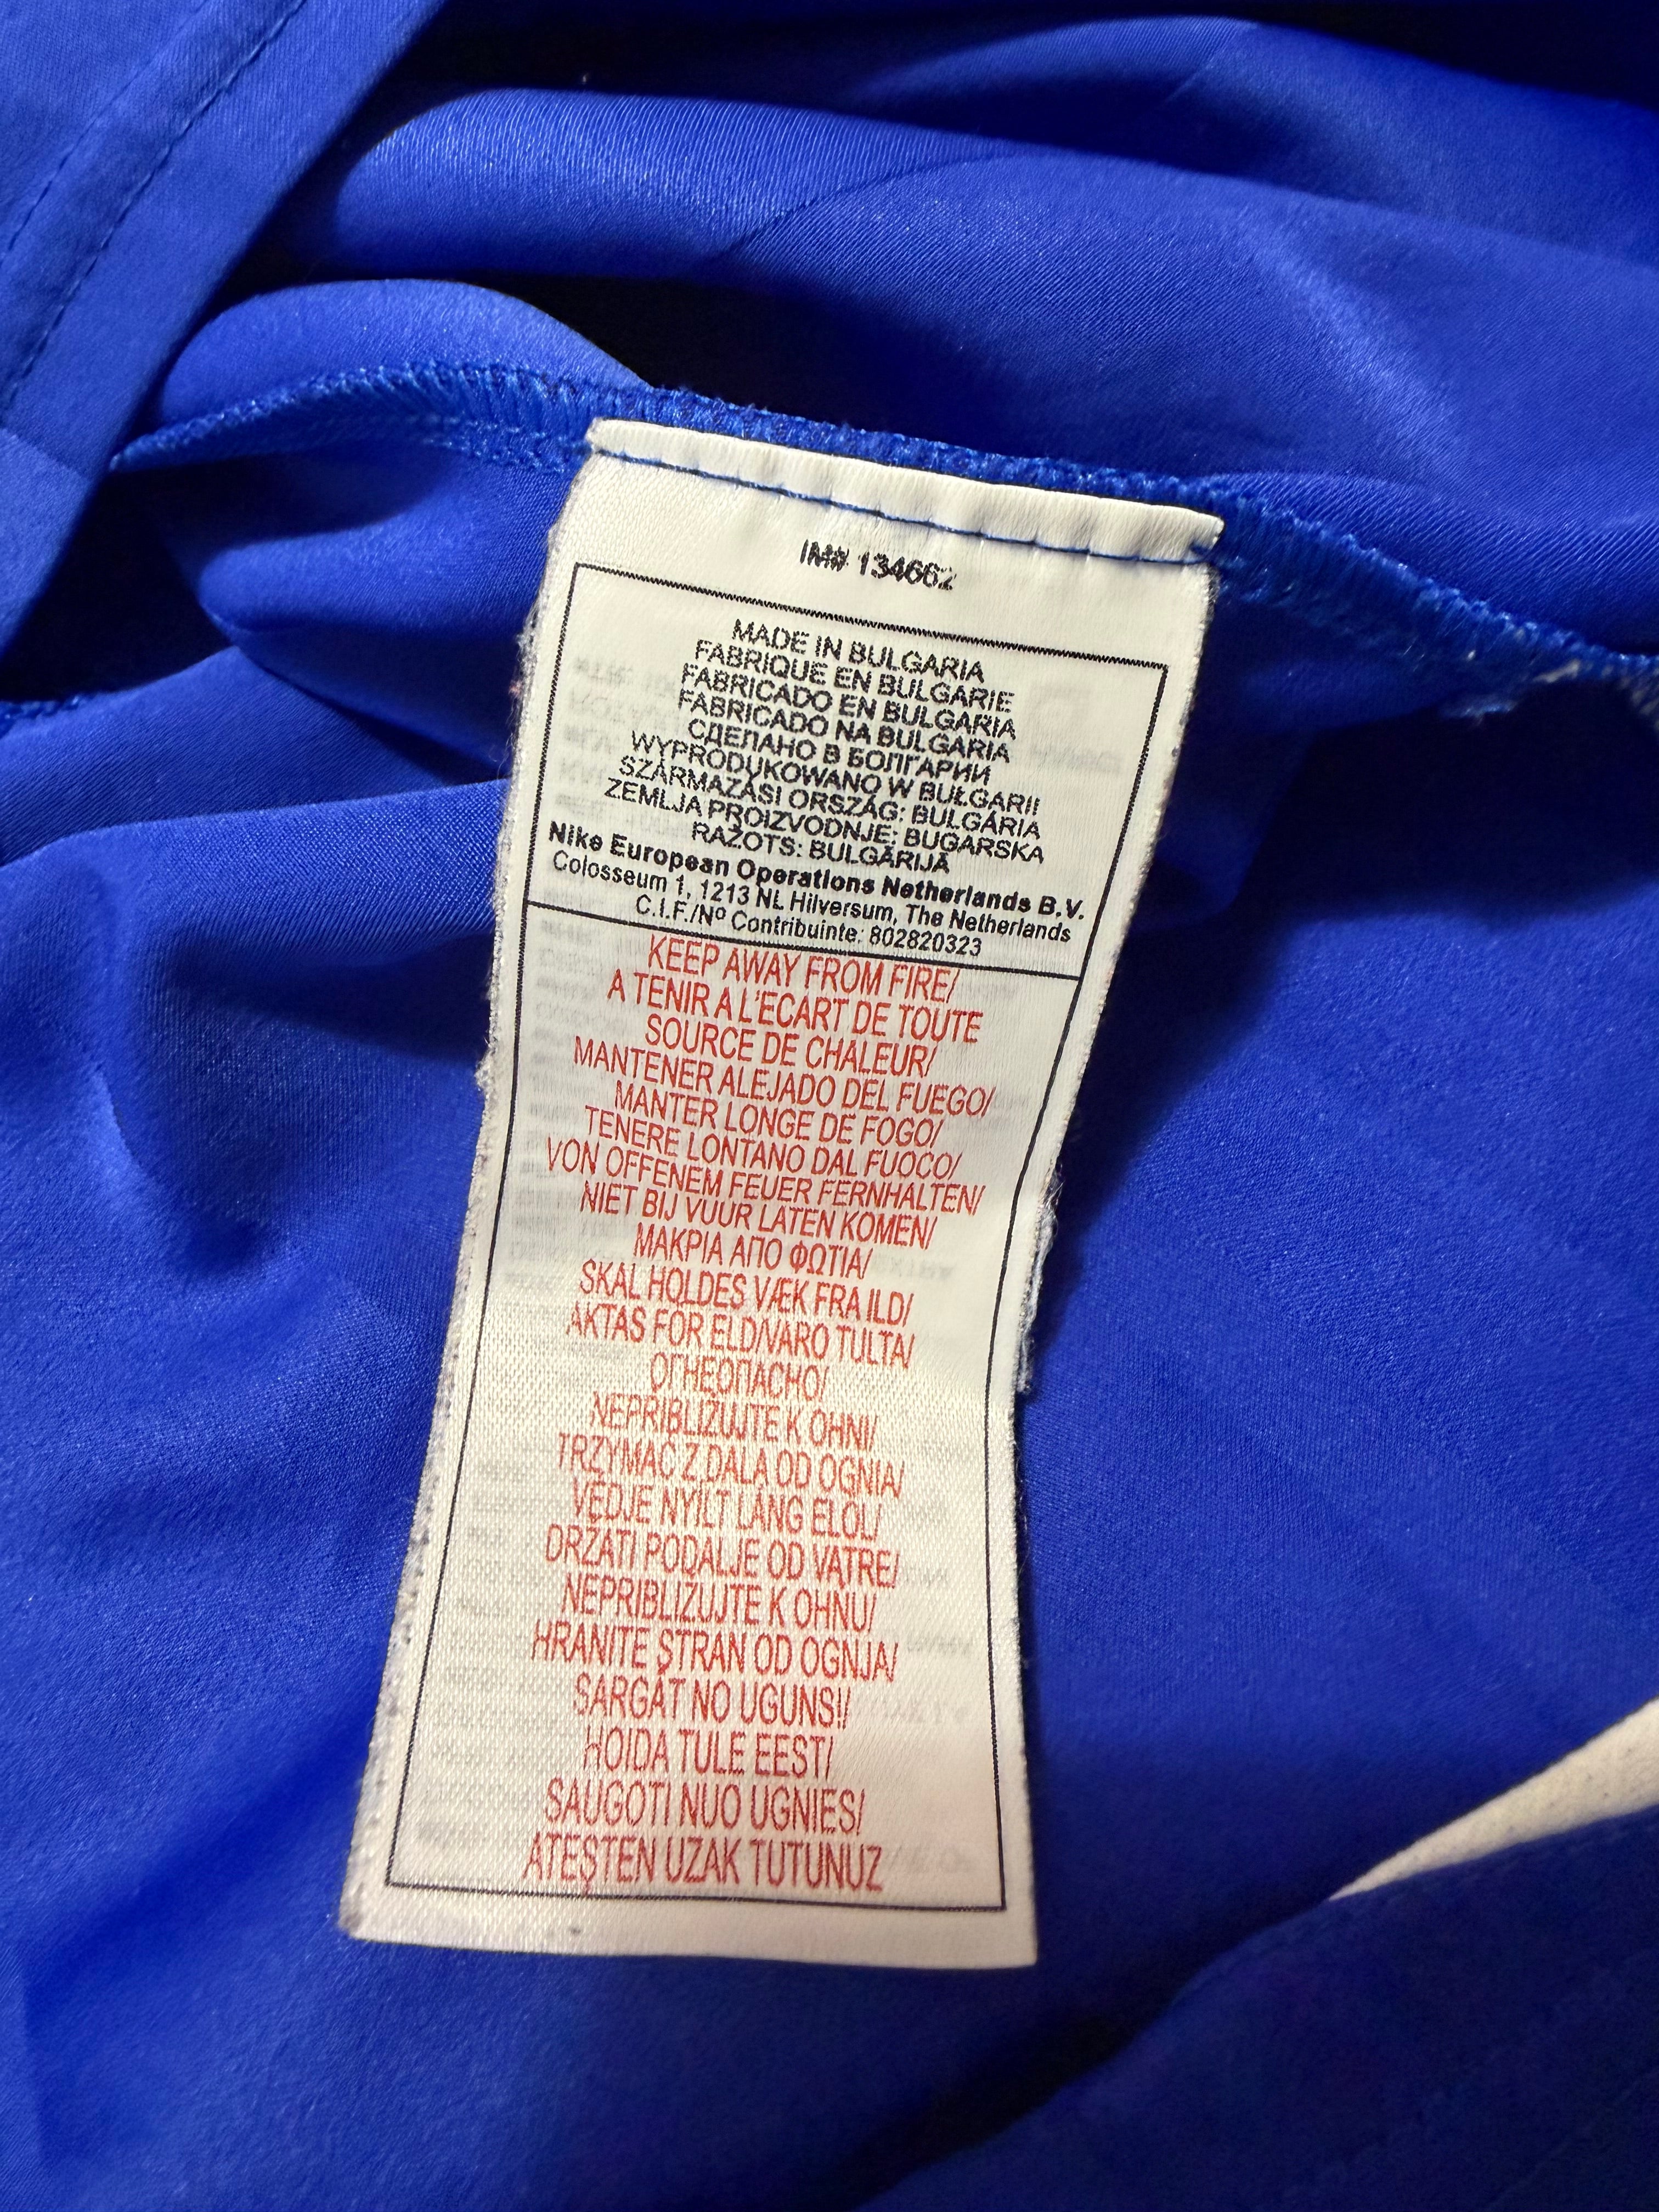 IM# 134662
MADE IN BULGARIA
FABRIQUE EN BULGARIE
FABRICADO EN BULGARIA
FABRICADO NA BULGARIA
СДЕЛАНО В БОЛГАРИИ
WYPRODUKOWANO W BUŁGARII
SZÁRMAZÁSI ORSZÁG: BULGÁRIA
ZEMLJA PROIZVODNJE: BUGARSKA
RAŽOTS: BULGĀRIJĀ
Nike European Operations Netherlands B.V.
Colosseum 1, 1213 NL Hilversum, The Netherlands
C.I.F./Nº Contribuinte: 802820323
KEEP AWAY FROM FIRE/
A TENIR A L'ECART DE TOUTE
SOURCE DE CHALEUR/
MANTENER ALEJADO DEL FUEGO/
MANTER LONGE DE FOGO/
TENERE LONTANO DAL FUOCO/
VON OFFENEM FEUER FERNHALTEN/
NIET BIJ VUUR LATEN KOMEN/
ΜΑΚΡΙΑ ΑΠΟ ΦΩΤΙΑ/
SKAL HOLDES VÆK FRA ILD/
AKTAS FÖR ELD/VARO TULTA/
ОГНЕОПАСНО/
NEPRIBLIŽUJTE K OHNI/
TRZYMAĆ Z DALA OD OGNIA/
VÉDJE NYÍLT LÁNG ELÖL/
DRŽATI PODALJE OD VATRE/
NEPRIBLIZUJTE K OHŇU/
HRANITE STRAN OD OGNJA/
SARGĀT NO UGUNS!/
HOIDA TULE EEST/
SAUGOTI NUO UGNIES/
ATEŞTEN UZAK TUTUNUZ